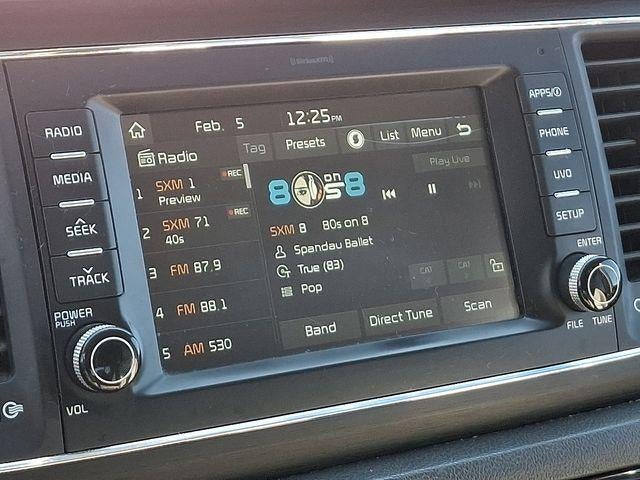 SiriusXM
Feb. 5
12:25PM
Radio
Tag
Presets
List
Menu
1 SXM 1 REC
Preview
2 SXM 71 REC
40s
3 FM 87.9
4 FM 88.1
5 AM 530
80s on 8
Play Live
SXM 8 80s on 8
Spandau Ballet
True (83)
Pop
CAT CAT
Band
Direct Tune
Scan
RADIO
MEDIA
SEEK
TRACK
POWER
PUSH
VOL
APPS/
PHONE
UVO
SETUP
ENTER
FILE TUNE